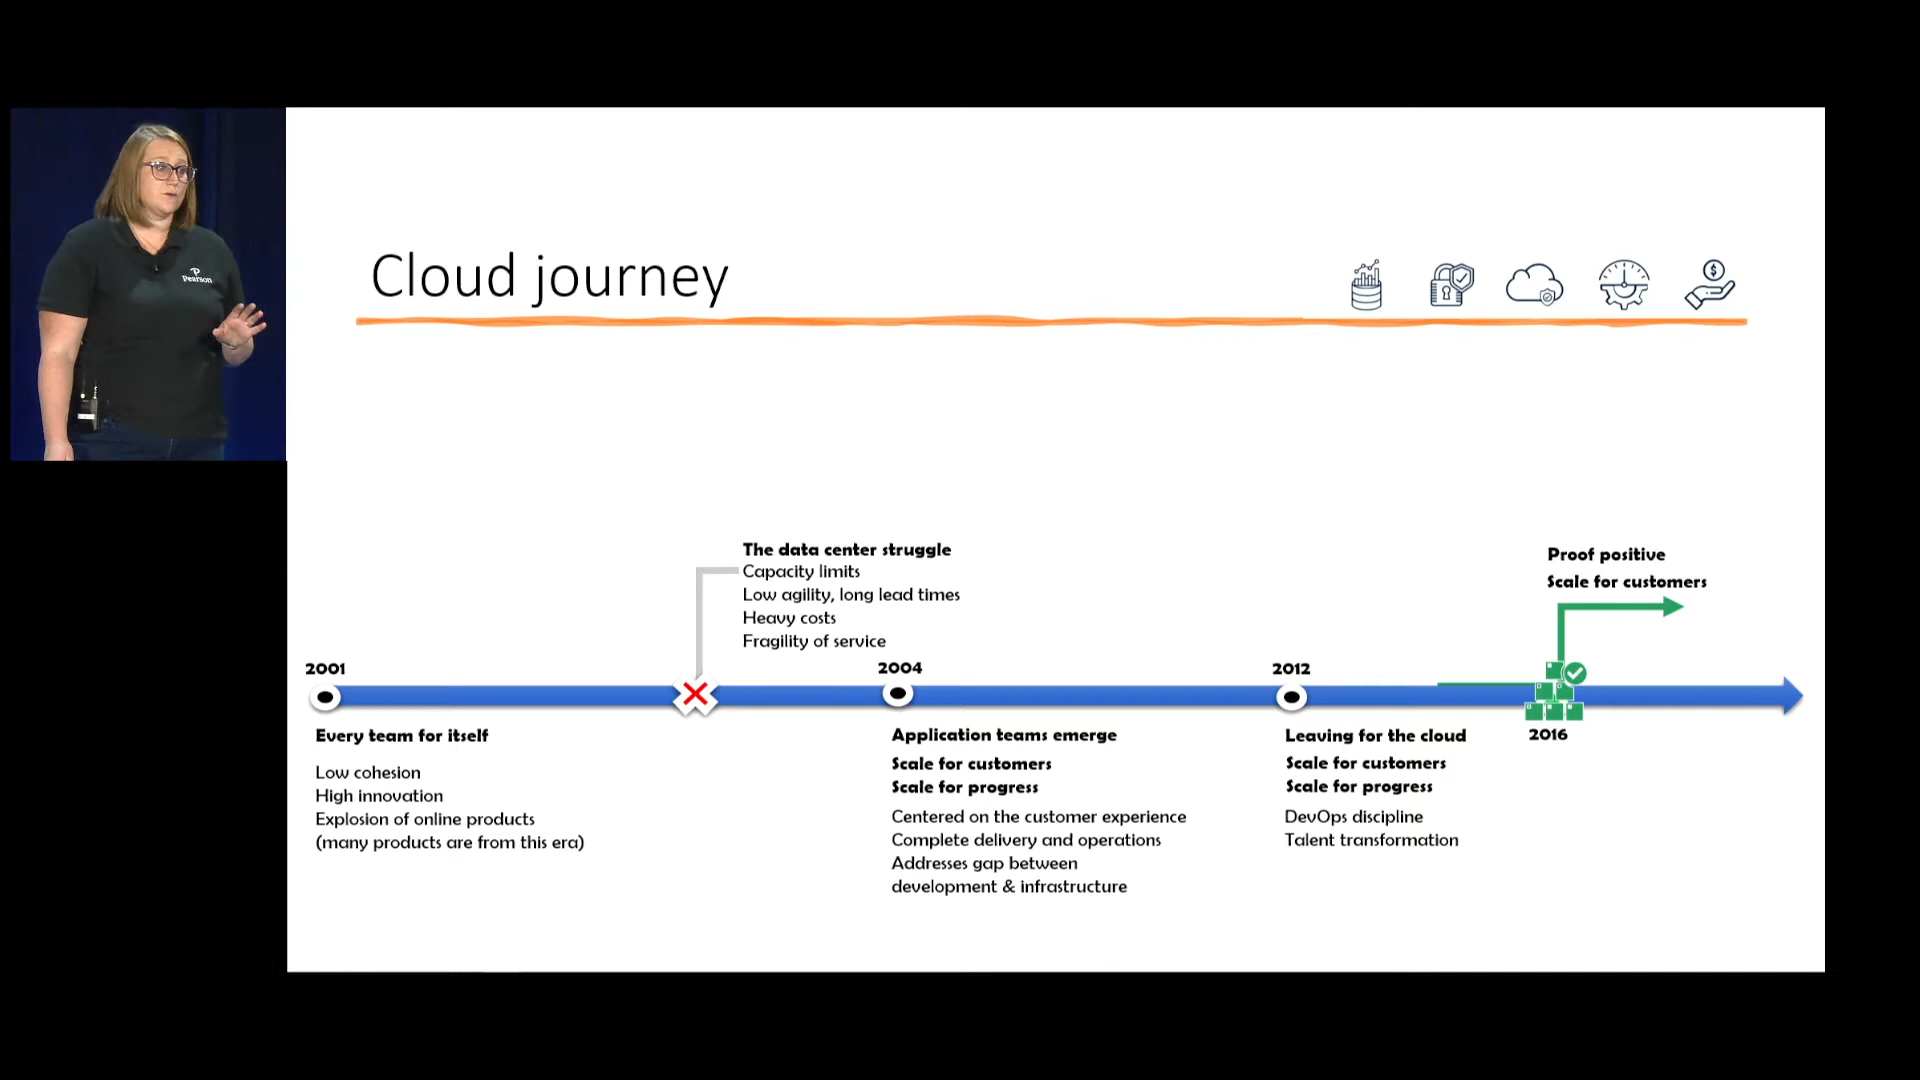 Pearson
Cloud journey
The data center struggle
Capacity limits
Low agility, long lead times
Heavy costs
Fragility of service
Proof positive
Scale for customers
2001
2004
2012
2016
Every team for itself
Low cohesion
High innovation
Explosion of online products
(many products are from this era)
Application teams emerge
Scale for customers
Scale for progress
Centered on the customer experience
Complete delivery and operations
Addresses gap between
development & infrastructure
Leaving for the cloud
Scale for customers
Scale for progress
DevOps discipline
Talent transformation